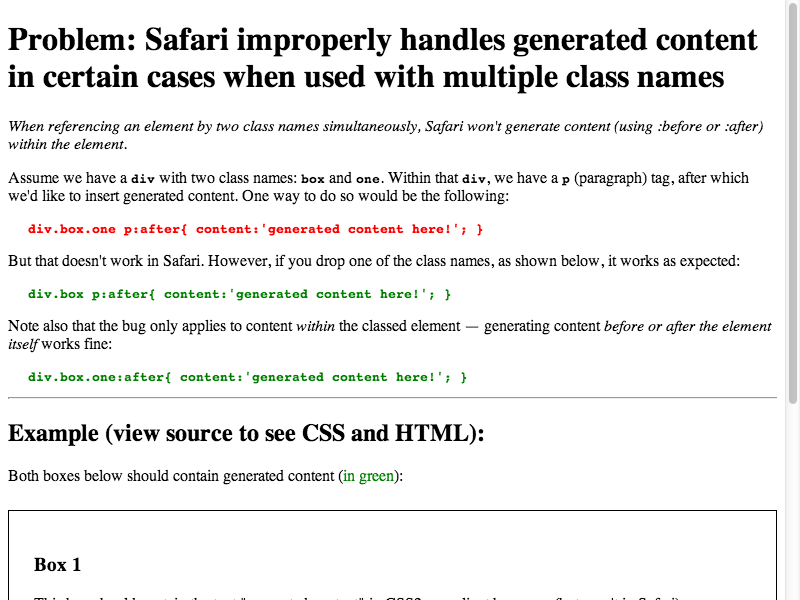 Problem: Safari improperly handles generated content
in certain cases when used with multiple class names
When referencing an element by two class names simultaneously, Safari won't generate content (using :before or :after)
within the element.
Assume we have a div with two class names: box and one. Within that div, we have a p (paragraph) tag, after which
we'd like to insert generated content. One way to do so would be the following:
div.box.one p:after{ content:'generated content here!'; }
But that doesn't work in Safari. However, if you drop one of the class names, as shown below, it works as expected:
div.box p:after{ content:'generated content here!'; }
Note also that the bug only applies to content within the classed element — generating content before or after the element
itself works fine:
div.box.one:after{ content:'generated content here!'; }
Example (view source to see CSS and HTML):
Both boxes below should contain generated content (in green):
Box 1